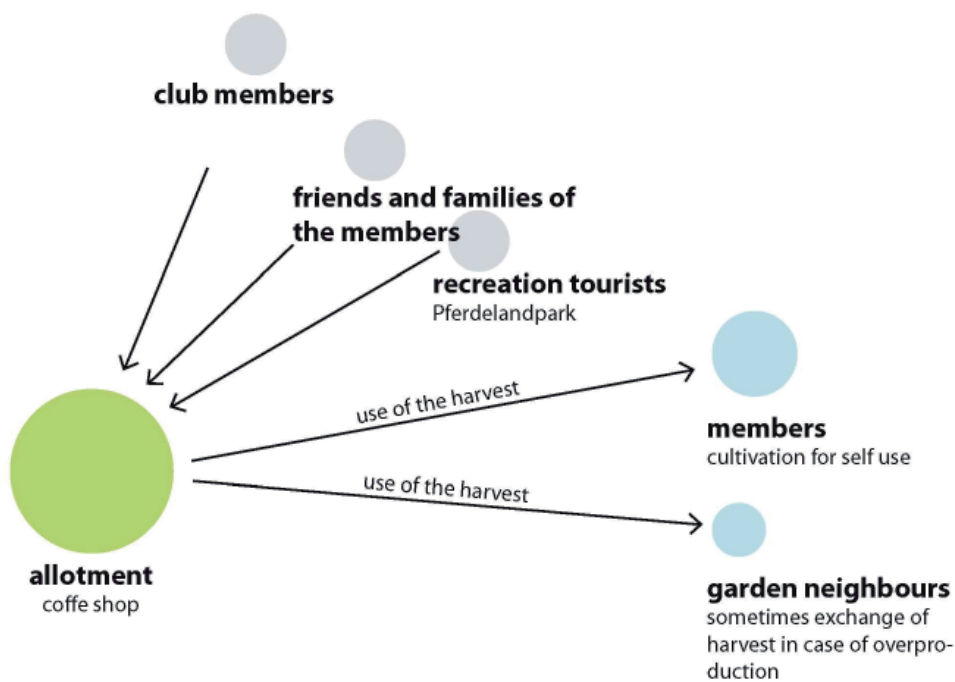 club members
friends and families of
the members
recreation tourists
Pferdelandpark
use of the harvest
members
cultivation for self use
use of the harvest
allotment
coffe shop
garden neighbours
sometimes exchange of
harvest in case of overpro-
duction